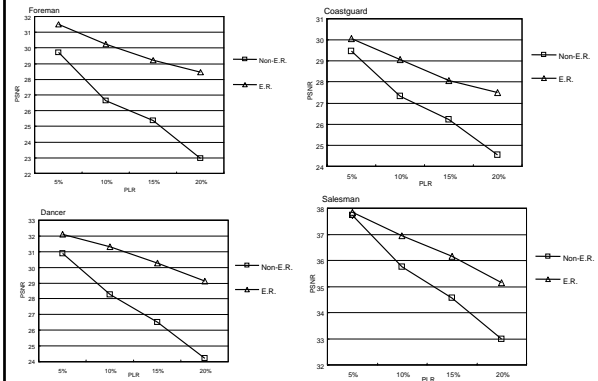 Foreman
32
31
30
29
28
27
26
25
24
23
22
PSNR
5% 10% 15% 20%
PLR
Non-E.R.
E.R.
Coastguard
31
30
29
28
27
26
25
24
PSNR
5% 10% 15% 20%
PLR
Non-E.R.
E.R.
Dancer
33
32
31
30
29
28
27
26
25
24
PSNR
5% 10% 15% 20%
PLR
Non-E.R.
E.R.
Salesman
38
37
36
35
34
33
32
PSNR
5% 10% 15% 20%
PLR
Non-E.R.
E.R.